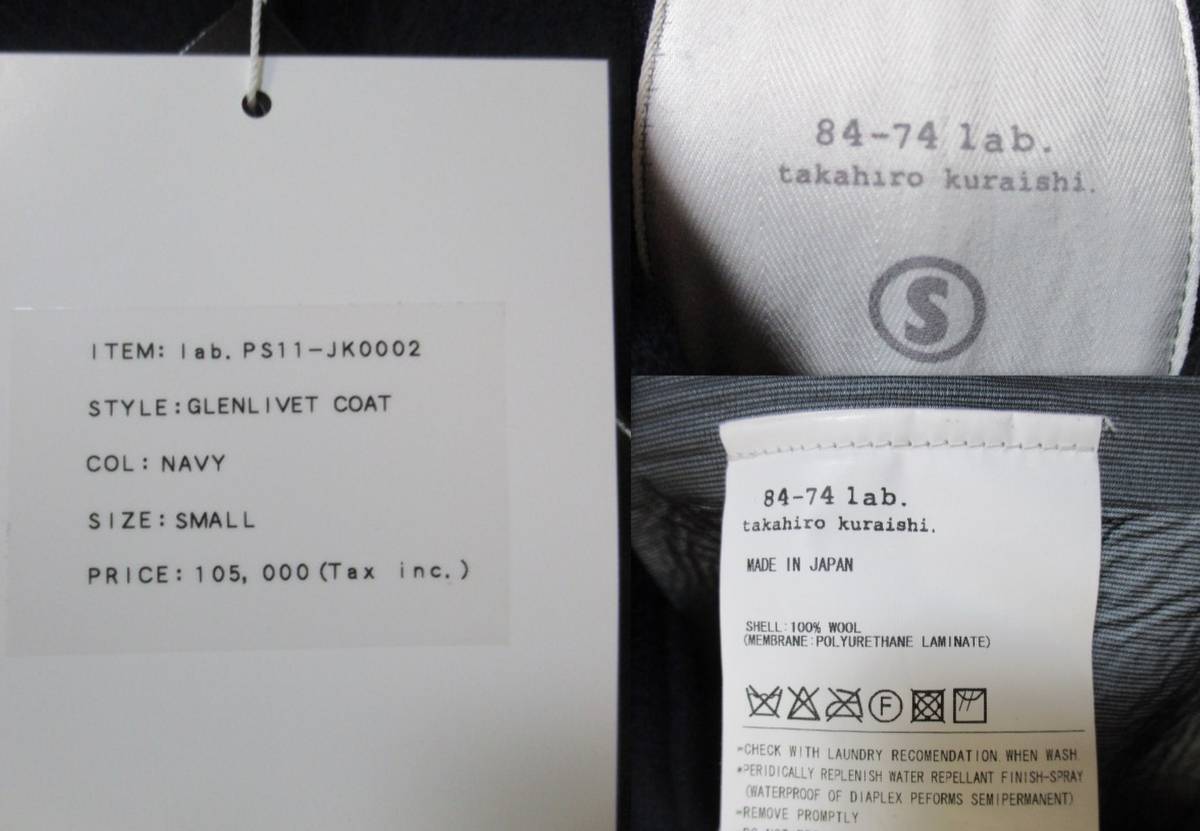 ITEM: lab. PS11-JK0002
STYLE:GLENLIVET COAT
COL: NAVY
SIZE: SMALL
PRICE: 105, 000 (Tax inc.)
84-74 lab.
takahiro kuraishi.
S
84-74 lab.
takahiro kuraishi.
MADE IN JAPAN
SHELL:100% WOOL
(MEMBRANE:POLYURETHANE LAMINATE)
F
*CHECK WITH LAUNDRY RECOMENDATION WHEN WASH
*PERIDICALLY REPLENISH WATER REPELLANT FINISH-SPRAY
(WATERPROOF OF DIAPLEX PEFORMS SEMIPERMANENT)
*REMOVE PROMPTLY